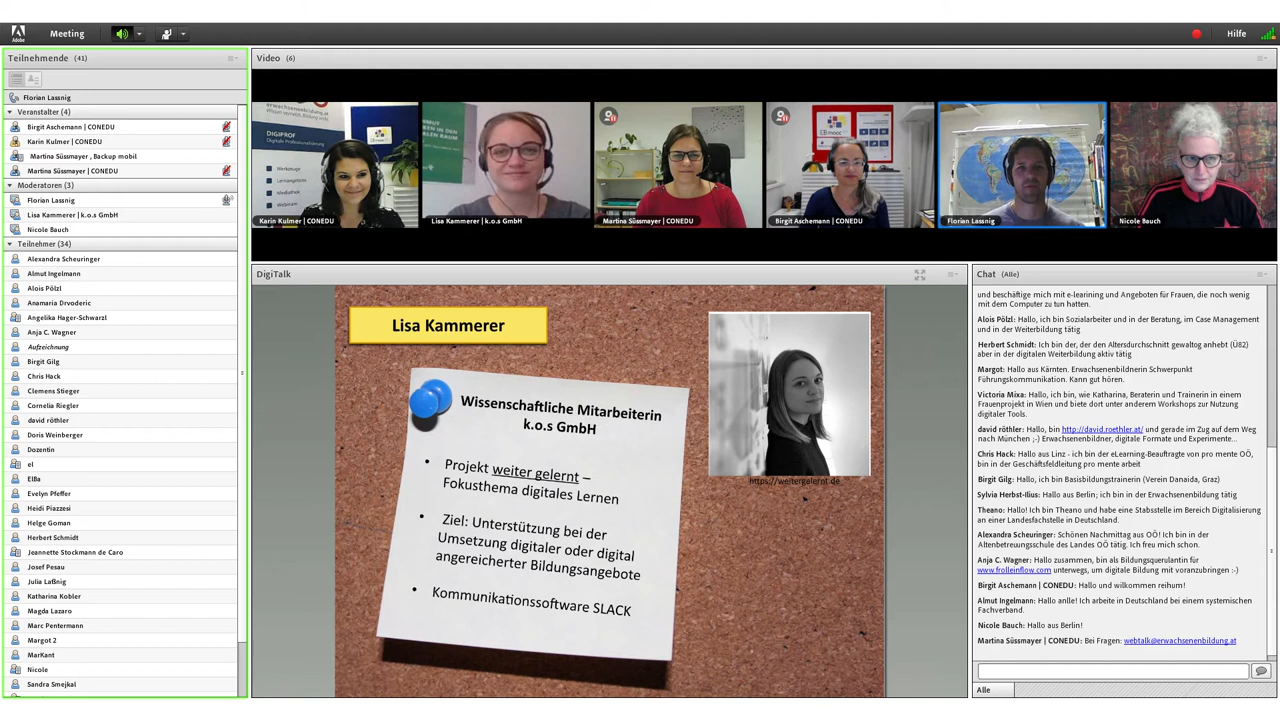 Adobe
Meeting
Hilfe
Teilnehmende (41)
Florian Lassnig
Veranstalter (4)
Birgit Aschemann | CONEDU
Karin Kulmer | CONEDU
Martina Süssmayer , Backup mobil
Martina Süssmayer | CONEDU
Moderatoren (3)
Florian Lassnig
Lisa Kammerer | k.o.s GmbH
Nicole Bauch
Teilnehmer (34)
Alexandra Scheuringer
Almut Ingelmann
Alois Pölzl
Anamaria Drvoderic
Angelika Hager-Schwarzl
Anja C. Wagner
Aufzeichnung
Birgit Gilg
Chris Hack
Clemens Stieger
Cornelia Riegler
david röthler
Doris Weinberger
Dozentin
el
ElBa
Evelyn Pfeffer
Heidi Piazzesi
Helge Goman
Herbert Schmidt
Jeannette Stockmann de Caro
Josef Pesau
Julia Laßnig
Katharina Kobler
Magda Lazaro
Marc Pentermann
Margot 2
MarKant
Nicole
Sandra Smejkal
Video (6)
erwachsenenbildung.at
DIGIPROF
Digitale Professionalisierung
Werkzeuge
Lernangebote
Mediathek
EBmooc
Karin Kulmer | CONEDU
Lisa Kammerer | k.o.s GmbH
Martina Süssmayer | CONEDU
Birgit Aschemann | CONEDU
Florian Lassnig
Nicole Bauch
DigiTalk
Lisa Kammerer
Wissenschaftliche Mitarbeiterin
k.o.s GmbH
• Projekt weiter gelernt –
Fokusthema digitales Lernen
• Ziel: Unterstützung bei der
Umsetzung digitaler oder digital
angereicherter Bildungsangebote
• Kommunikationssoftware SLACK
https://weitergelernt.de
Chat (Alle)
und beschäftige mich mit e-learining und Angeboten für Frauen, die noch wenig
mit dem Computer zu tun hatten.
Alois Pölzl: Hallo, ich bin Sozialarbeiter und in der Beratung, im Case Management
und in der Weiterbildung tätig
Herbert Schmidt: Ich bin der, der den Altersdurchschnitt gewaltog anhebt (Ü82)
aber in der digitalen Weiterbildung aktiv tätig
Margot: Hallo aus Kärnten. Erwachsenenbildnerin Schwerpunkt
Führungskommunikation. Kann gut hören.
Victoria Mixa: Hallo, ich bin, wie Katharina, Beraterin und Trainerin in einem
Frauenprojekt in Wien und biete dort unter anderem Workshops zur Nutzung
digitaler Tools.
david röthler: Hallo, bin http://david.roethler.at/ und gerade im Zug auf dem Weg
nach München ;-) Erwachsenenbildner, digitale Formate und Experimente...
Chris Hack: Hallo aus Linz - ich bin der eLearning-Beauftragte von pro mente OÖ,
bin in der Geschäftsfeldleitung pro mente arbeit
Birgit Gilg: Hallo, ich bin Basisbildnerin (Verein Danaida, Graz)
Sylvia Herbst-Ilius: Hallo aus Berlin; ich bin in der Erwachsenenbildung tätig
Theano: Hallo! Ich bin Theano und habe eine Stabsstelle im Bereich Digitalisierung
an einer Landesfachstelle in Deutschland.
Alexandra Scheuringer: Schönen Nachmittag aus OÖ! Ich bin in der
Altenbetreuungsschule des Landes OÖ tätig. Ich freu mich schon.
Anja C. Wagner: Hallo zusammen, bin als Bildungsquerulantin für
www.frolleinflow.com unterwegs, um digitale Bildung mit voranzubringen :-)
Birgit Aschemann | CONEDU: Hallo und wilkommen reihum!
Almut Ingelmann: Hallo anlle! Ich arbeite in Deutschland bei einem systemischen
Fachverband.
Nicole Bauch: Hallo aus Berlin!
Martina Süssmayer | CONEDU: Bei Fragen: webtalk@erwachsenenbildung.at
Alle